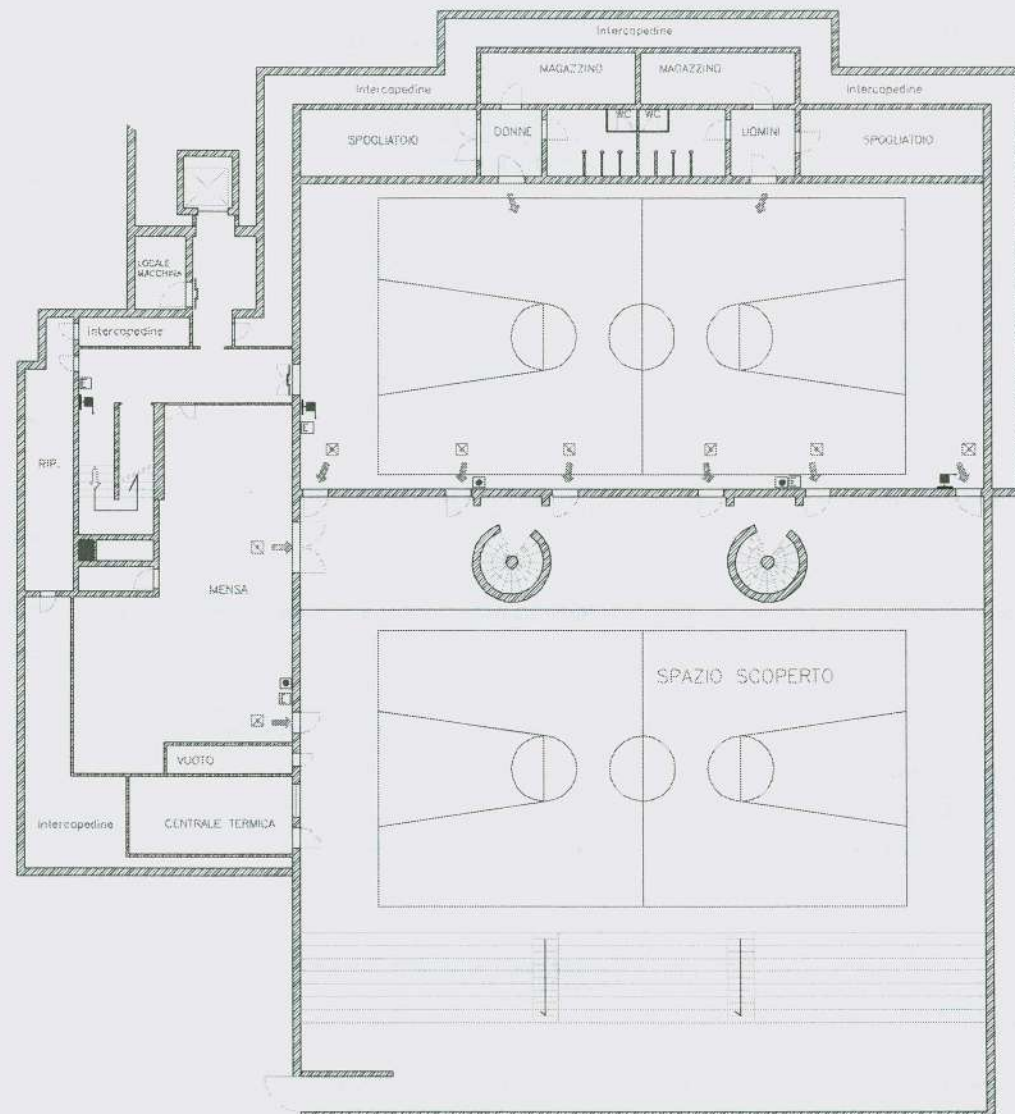 Intercapedine
MAGAZZINO
MAGAZZINO
Intercapedine
Intercapedine
WC
WC
SPOGLIATOIO
DONNE
UOMINI
SPOGLIATOIO
LOCALE
MACCHINA
Intercapedine
RIP.
MENSA
SPAZIO SCOPERTO
VUOTO
Intercapedine
CENTRALE TERMICA